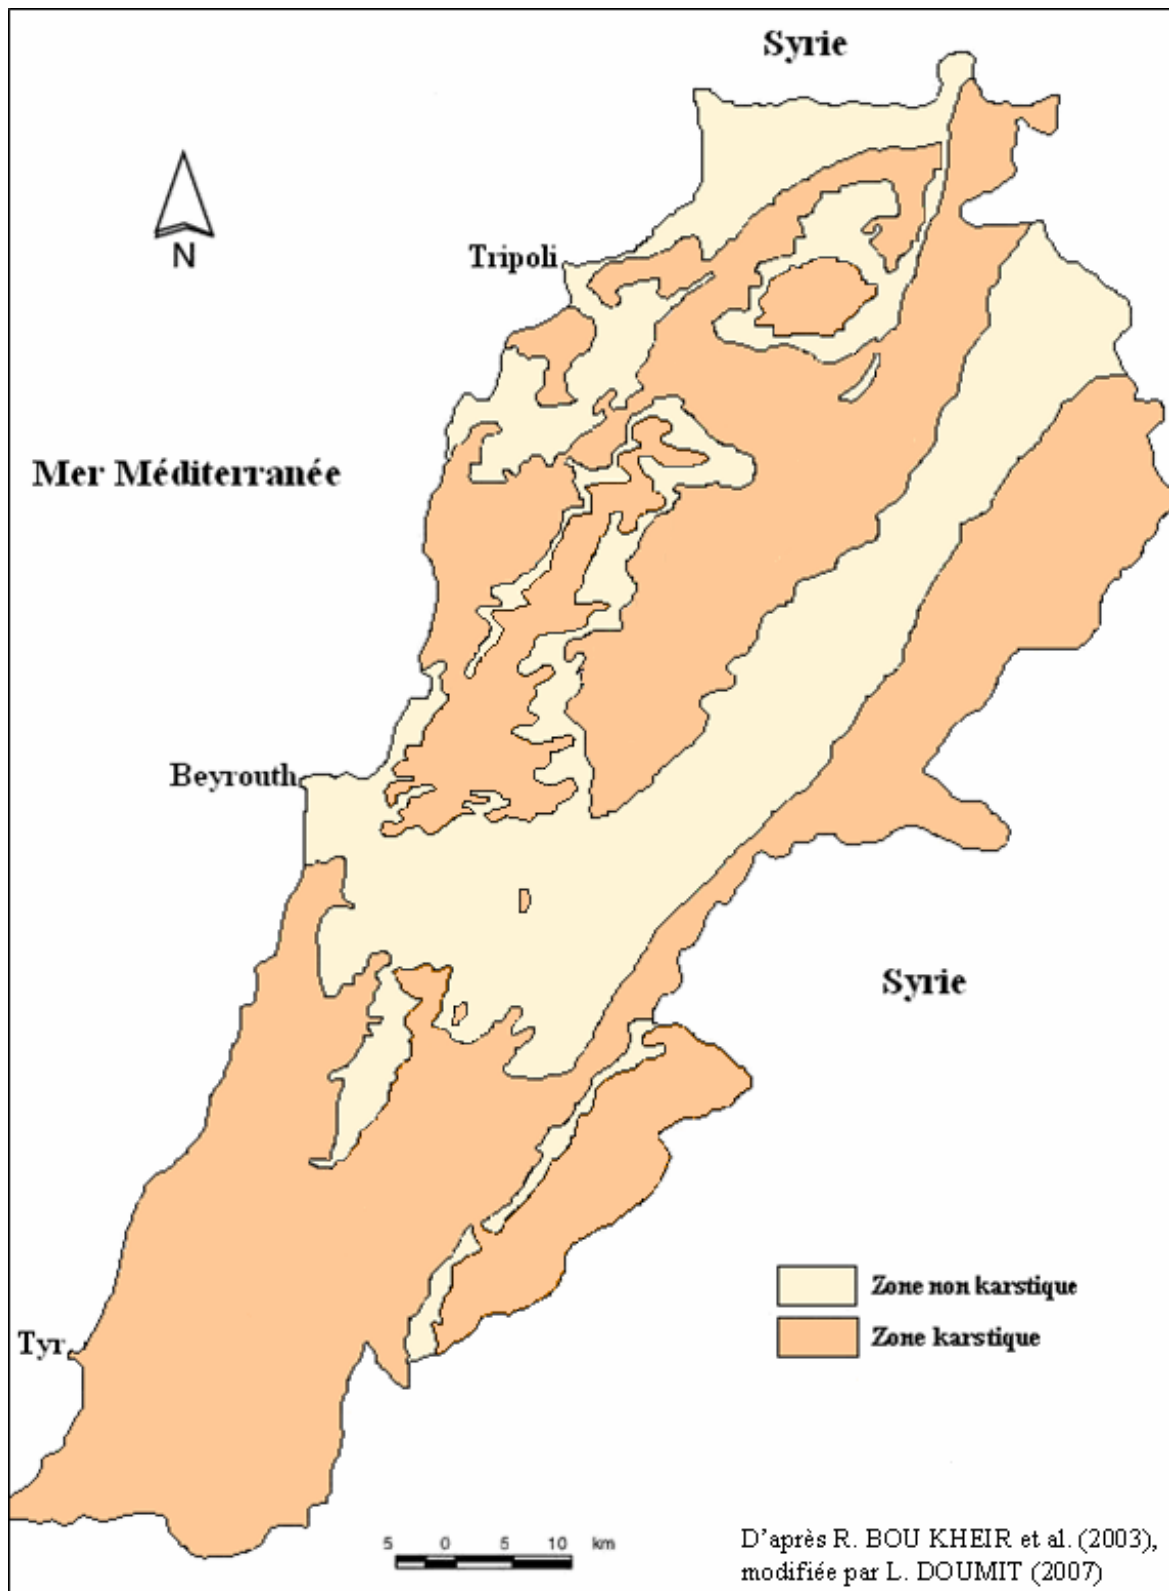 Syrie
N
Tripoli
Mer Méditerranée
Beyrouth
Syrie
Zone non karstique
Zone karstique
Tyr
5 0 5 10 km
D'après R. BOU KHEIR et al. (2003),
modifiée par L. DOUMIT (2007)